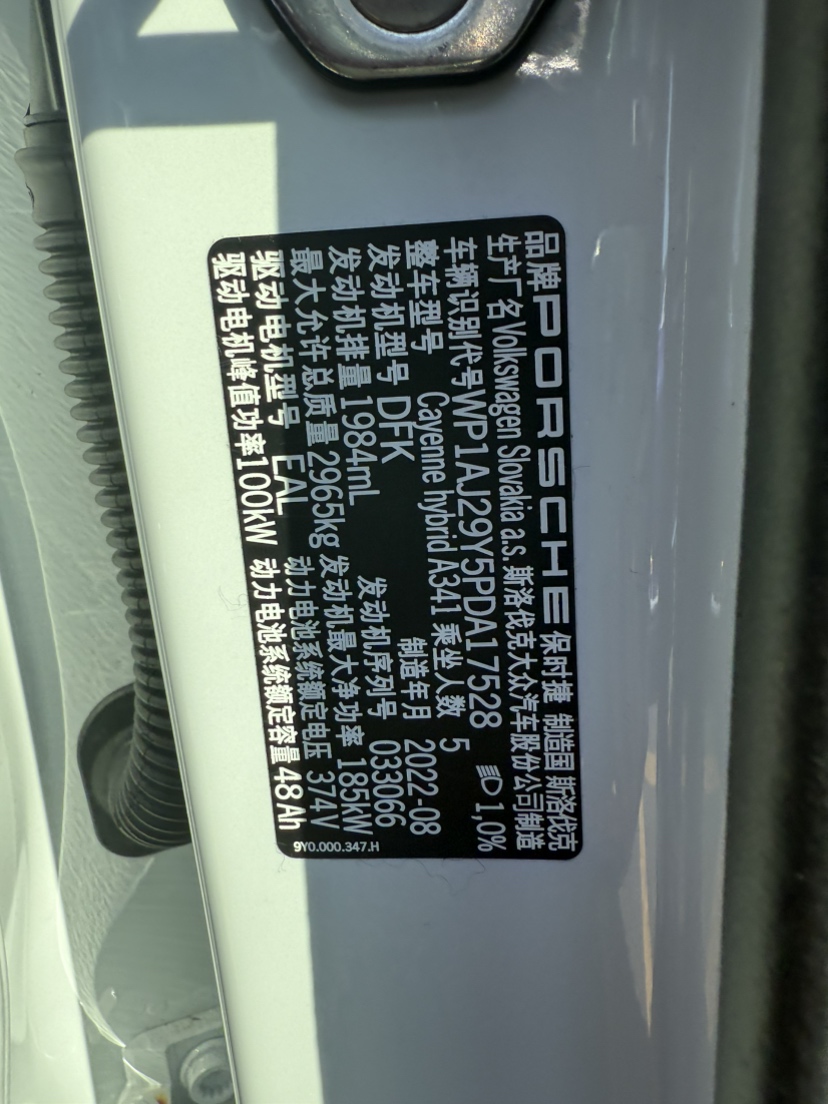 品牌 PORSCHE 保时捷 制造国 斯洛伐克
生产厂名 Volkswagen Slovakia a.s. 斯洛伐克大众汽车股份公司制造
车辆识别代号 WP1AJ29Y5PDA17528 1,0%
整车型号 Cayenne hybrid A341 乘坐人数 5
发动机型号 DFK 制造年月 2022-08
发动机排量 1984mL 发动机序列号 033066
最大允许总质量 2965kg 发动机最大净功率 185kW
驱动电机型号 EAL 动力电池系统额定电压 374V
驱动电机峰值功率 100kW 动力电池系统额定容量 48Ah
9Y0.000.347.H